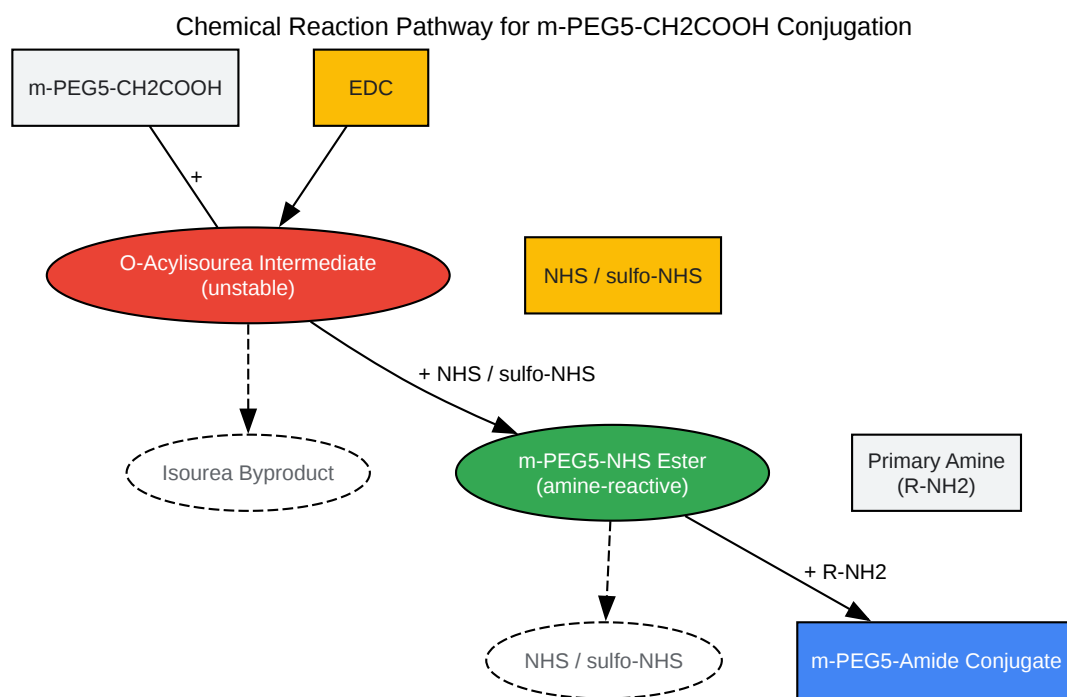 Chemical Reaction Pathway for m-PEG5-CH2COOH Conjugation
m-PEG5-CH2COOH
EDC
+
O-Acylisourea Intermediate
(unstable)
NHS / sulfo-NHS
+ NHS / sulfo-NHS
Isourea Byproduct
m-PEG5-NHS Ester
(amine-reactive)
Primary Amine
(R-NH2)
+ R-NH2
NHS / sulfo-NHS
m-PEG5-Amide Conjugate